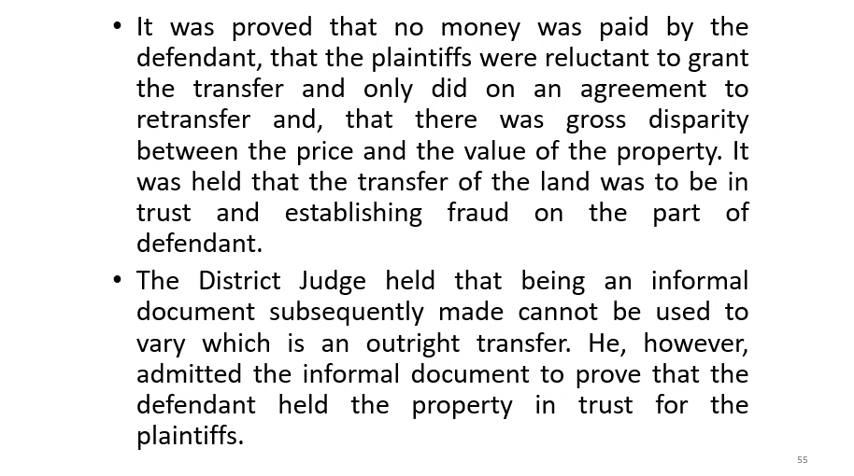 • It was proved that no money was paid by the
defendant, that the plaintiffs were reluctant to grant
the transfer and only did on an agreement to
retransfer and, that there was gross disparity
between the price and the value of the property. It
was held that the transfer of the land was to be in
trust and establishing fraud on the part of
defendant.
• The District Judge held that being an informal
document subsequently made cannot be used to
vary which is an outright transfer. He, however,
admitted the informal document to prove that the
defendant held the property in trust for the
plaintiffs.
55